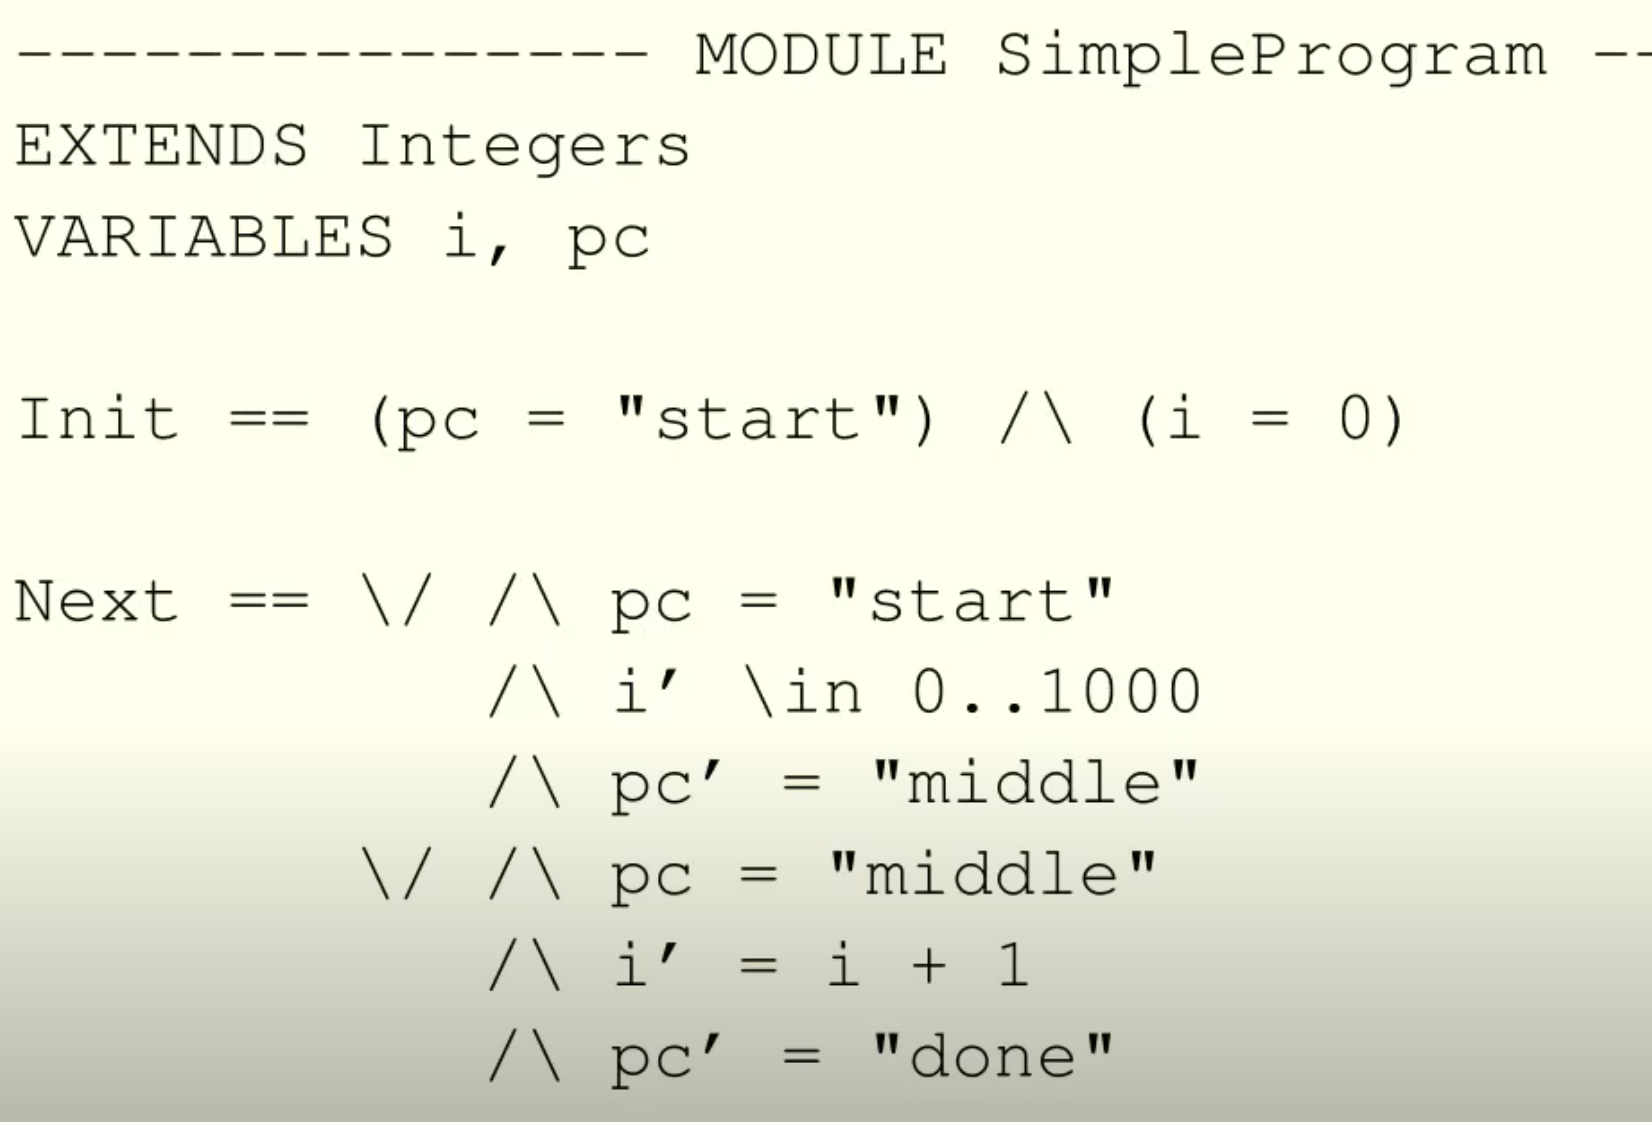 --------------- MODULE SimpleProgram --
EXTENDS Integers
VARIABLES i, pc
Init == (pc = "start") /\ (i = 0)
Next == \/ /\ pc = "start"
/\ i' \in 0..1000
/\ pc' = "middle"
\/ /\ pc = "middle"
/\ i' = i + 1
/\ pc' = "done"